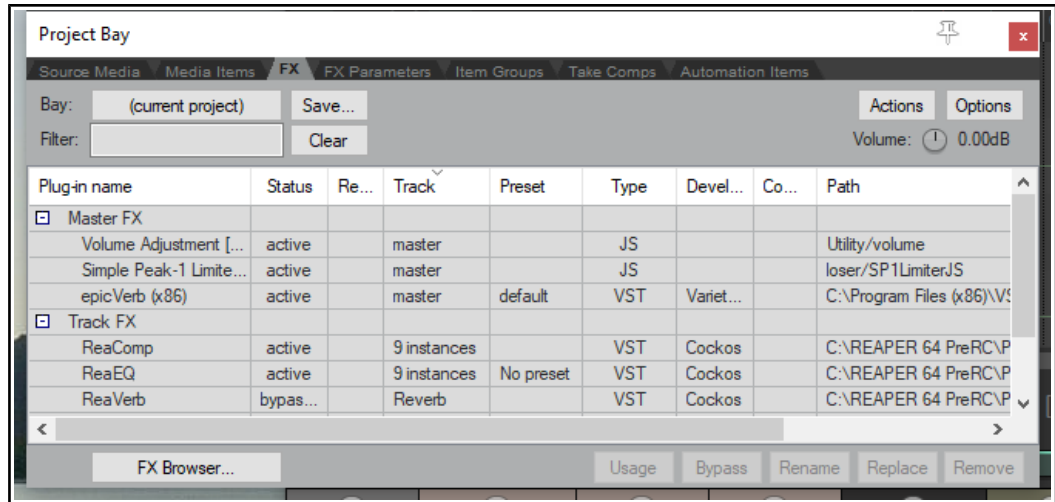 Project Bay
Source Media Media Items FX FX Parameters Item Groups Take Comps Automation Items
Bay: (current project) Save... Actions Options
Filter: Clear Volume: 0.00dB
Plug-in name Status Re... Track Preset Type Devel... Co... Path
Master FX
Volume Adjustment [... active master JS Utility/volume
Simple Peak-1 Limite... active master JS loser/SP1LimiterJS
epicVerb (x86) active master default VST Variet... C:\Program Files (x86)\VS
Track FX
ReaComp active 9 instances VST Cockos C:\REAPER 64 PreRC\P
ReaEQ active 9 instances No preset VST Cockos C:\REAPER 64 PreRC\P
ReaVerb bypas... Reverb VST Cockos C:\REAPER 64 PreRC\P
FX Browser... Usage Bypass Rename Replace Remove